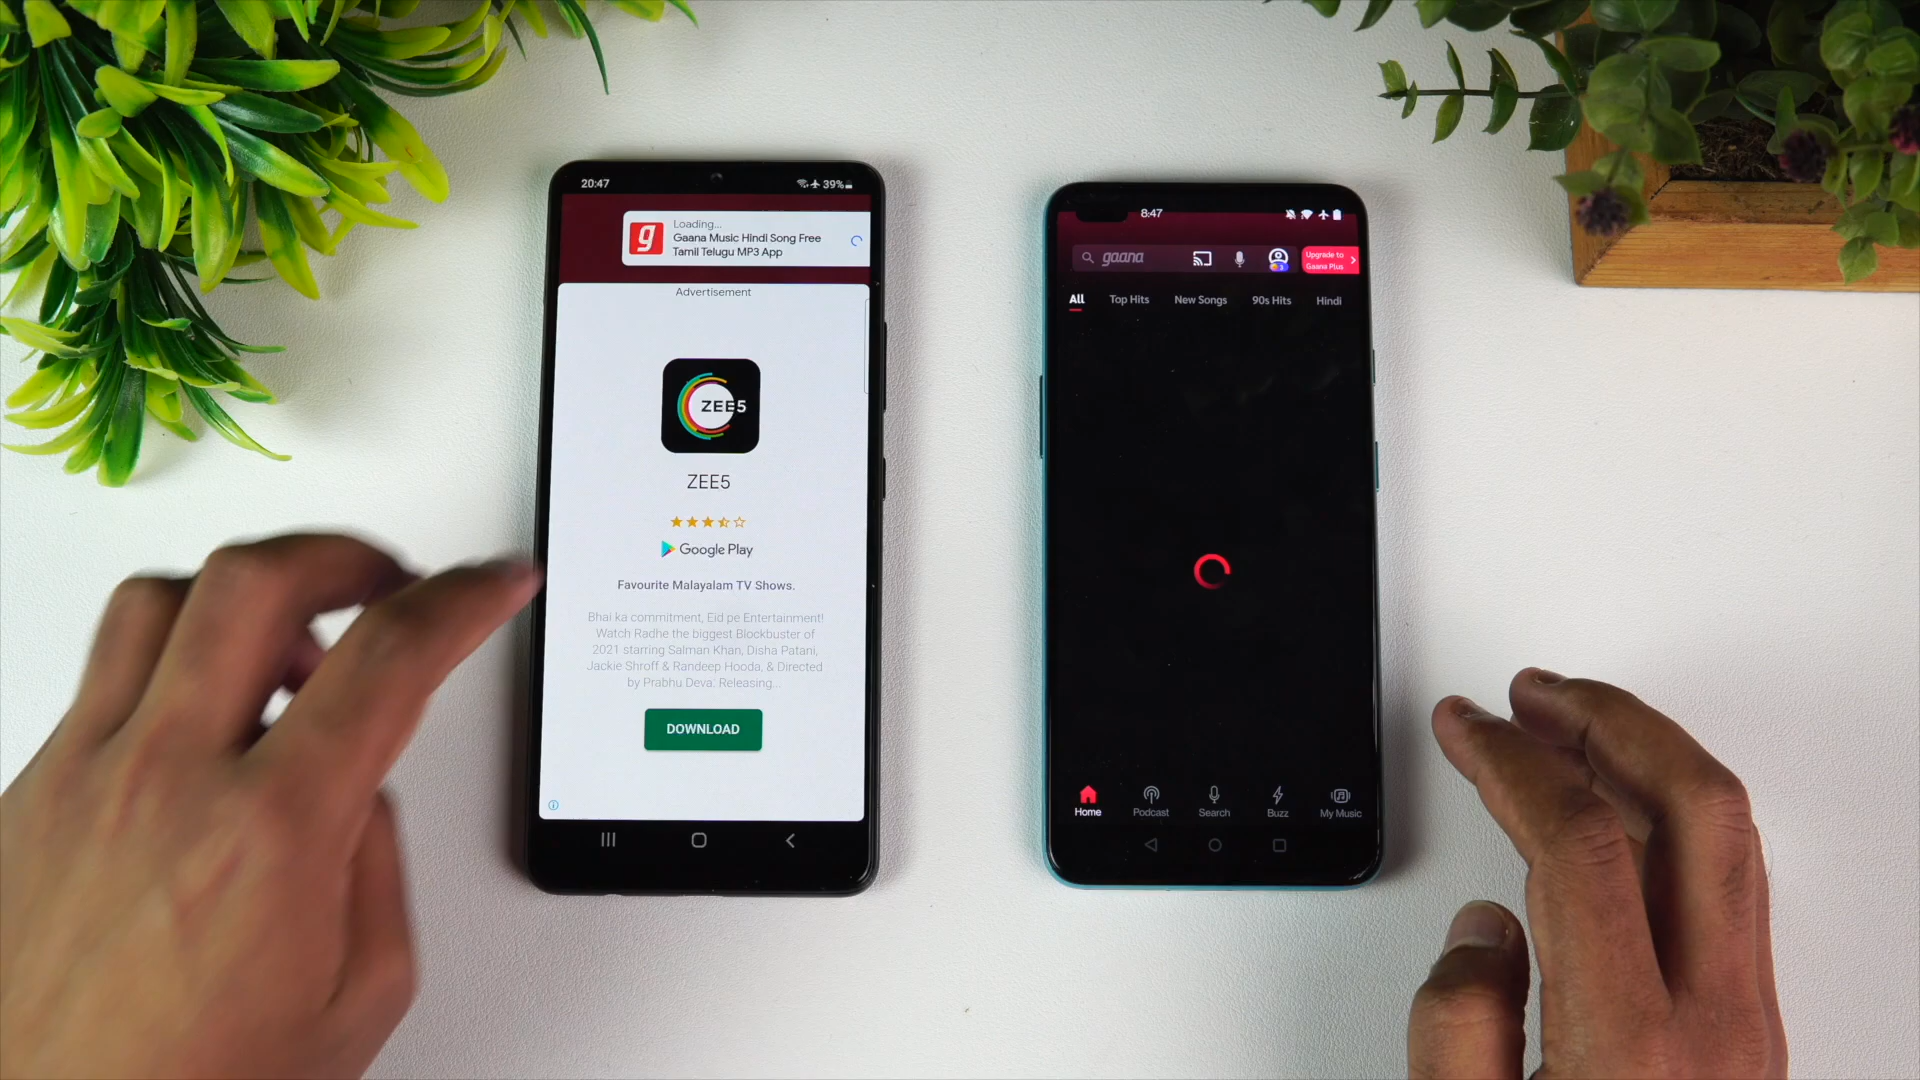 20:47
39%
Loading...
Gaana Music Hindi Song Free
Tamil Telugu MP3 App
Advertisement
ZEE5
ZEE5
Google Play
Favourite Malayalam TV Shows.
Bhai ka commitment, Eid pe Entertainment!
Watch Radhe the biggest Blockbuster of
2021 starring Salman Khan, Disha Patani,
Jackie Shroff & Randeep Hooda, & Directed
by Prabhu Deva. Releasing...
DOWNLOAD
8:47
gaana
Upgrade to
Gaana Plus
All
Top Hits
New Songs
90s Hits
Hindi
Home
Podcast
Search
Buzz
My Music